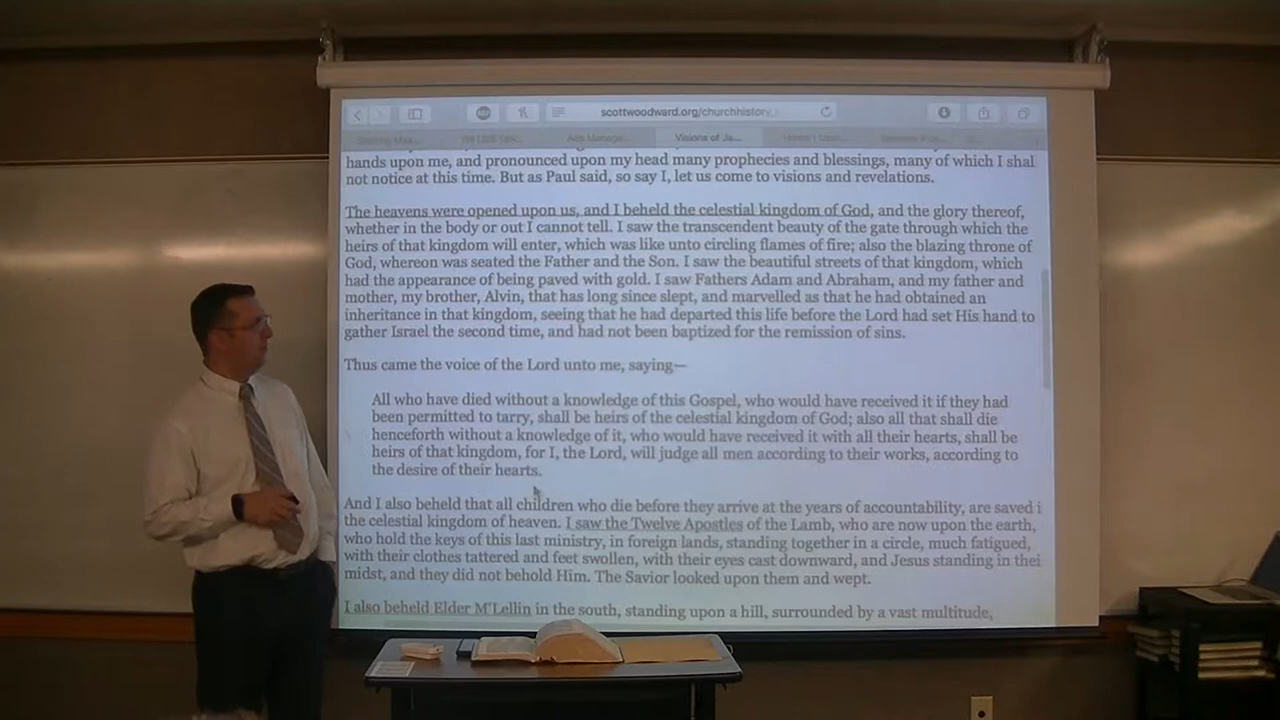 scottwoodward.org/churchhistory
Visions of Ja...
hands upon me, and pronounced upon my head many prophecies and blessings, many of which I shal
not notice at this time. But as Paul said, so say I, let us come to visions and revelations.
The heavens were opened upon us, and I beheld the celestial kingdom of God, and the glory thereof,
whether in the body or out I cannot tell. I saw the transcendent beauty of the gate through which the
heirs of that kingdom will enter, which was like unto circling flames of fire; also the blazing throne of
God, whereon was seated the Father and the Son. I saw the beautiful streets of that kingdom, which
had the appearance of being paved with gold. I saw Fathers Adam and Abraham, and my father and
mother, my brother, Alvin, that has long since slept, and marvelled as that he had obtained an
inheritance in that kingdom, seeing that he had departed this life before the Lord had set His hand to
gather Israel the second time, and had not been baptized for the remission of sins.
Thus came the voice of the Lord unto me, saying—
All who have died without a knowledge of this Gospel, who would have received it if they had
been permitted to tarry, shall be heirs of the celestial kingdom of God; also all that shall die
henceforth without a knowledge of it, who would have received it with all their hearts, shall be
heirs of that kingdom, for I, the Lord, will judge all men according to their works, according to
the desire of their hearts.
And I also beheld that all children who die before they arrive at the years of accountability, are saved i
the celestial kingdom of heaven. I saw the Twelve Apostles of the Lamb, who are now upon the earth,
who hold the keys of this last ministry, in foreign lands, standing together in a circle, much fatigued,
with their clothes tattered and feet swollen, with their eyes cast downward, and Jesus standing in thei
midst, and they did not behold Him. The Savior looked upon them and wept.
I also beheld Elder M'Lellin in the south, standing upon a hill, surrounded by a vast multitude,